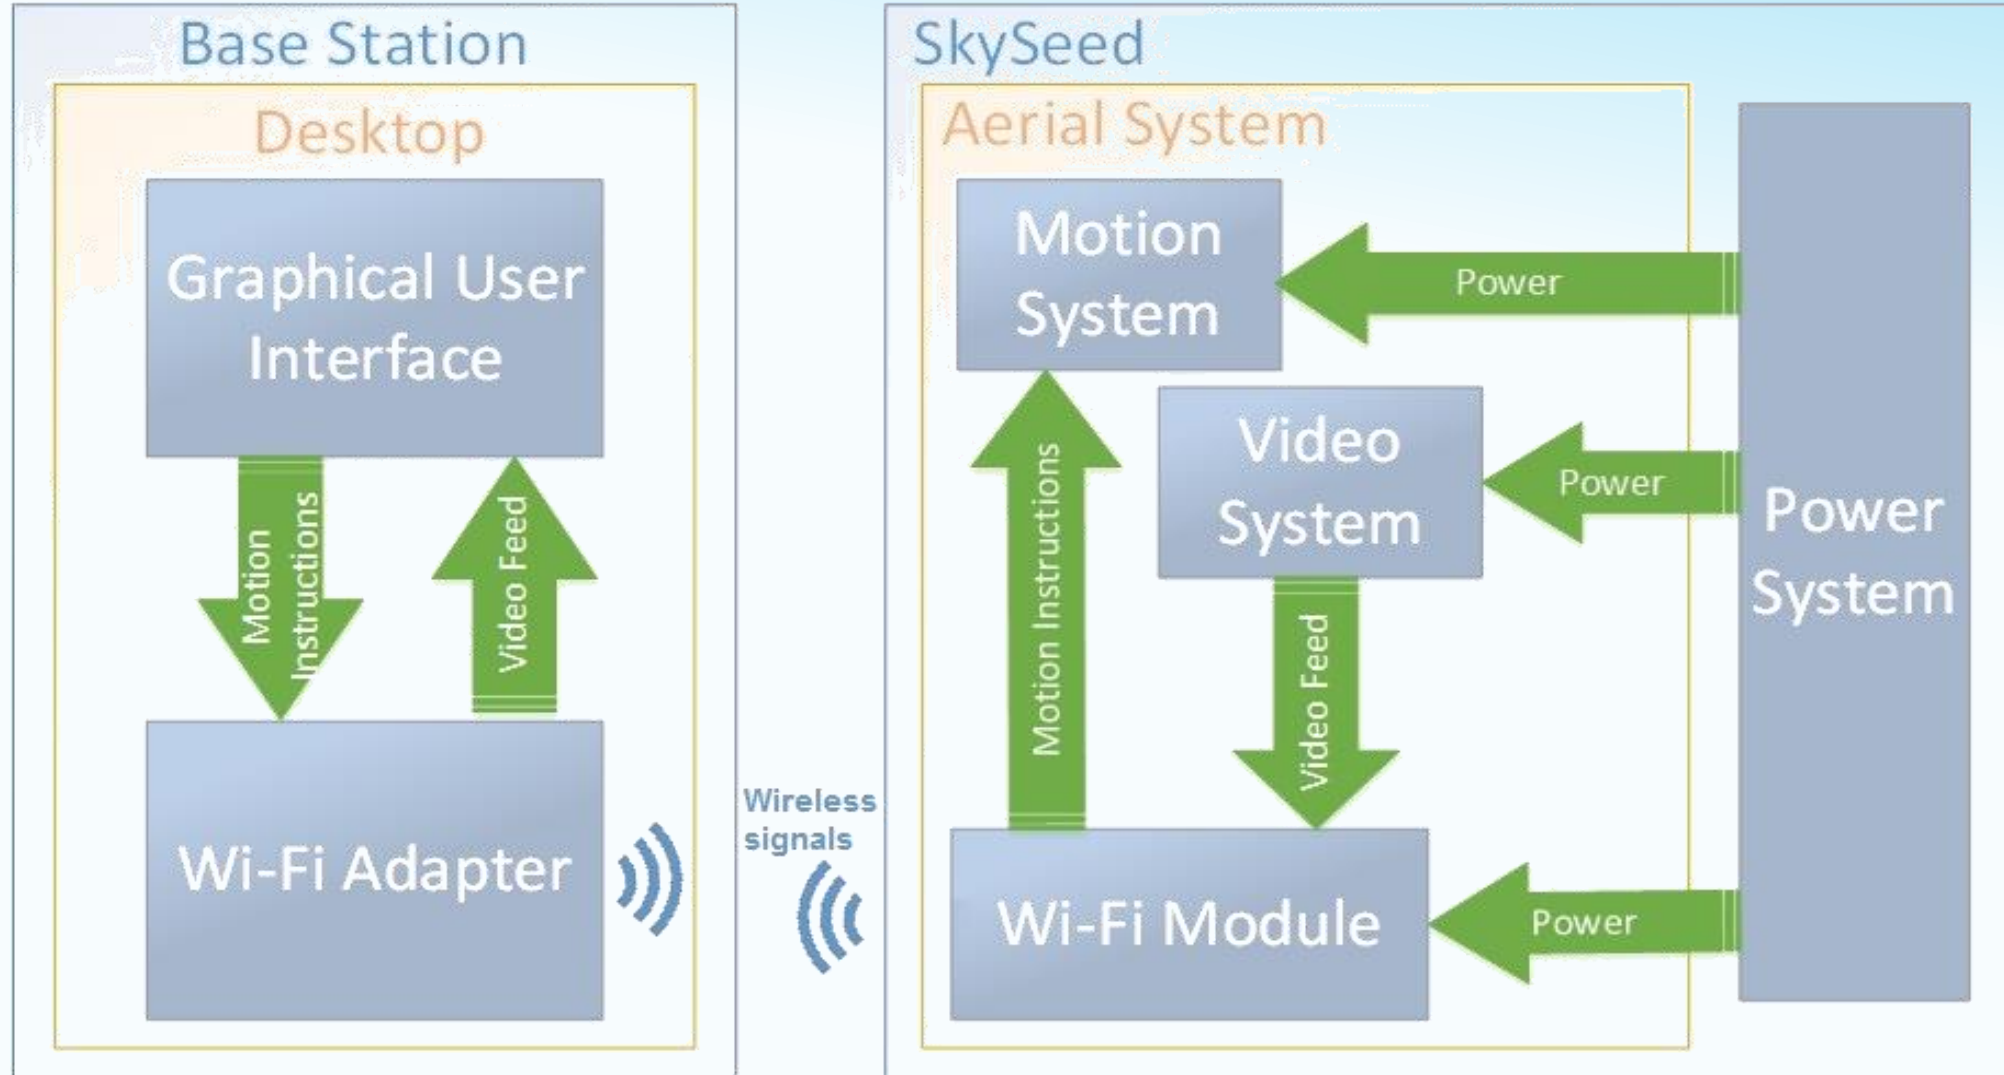 Base Station
Desktop
Graphical User
Interface
Motion
Instructions
Video Feed
Wi-Fi Adapter
Wireless
signals
SkySeed
Aerial System
Motion
System
Power
Video
System
Power
Motion Instructions
Video Feed
Wi-Fi Module
Power
Power
System